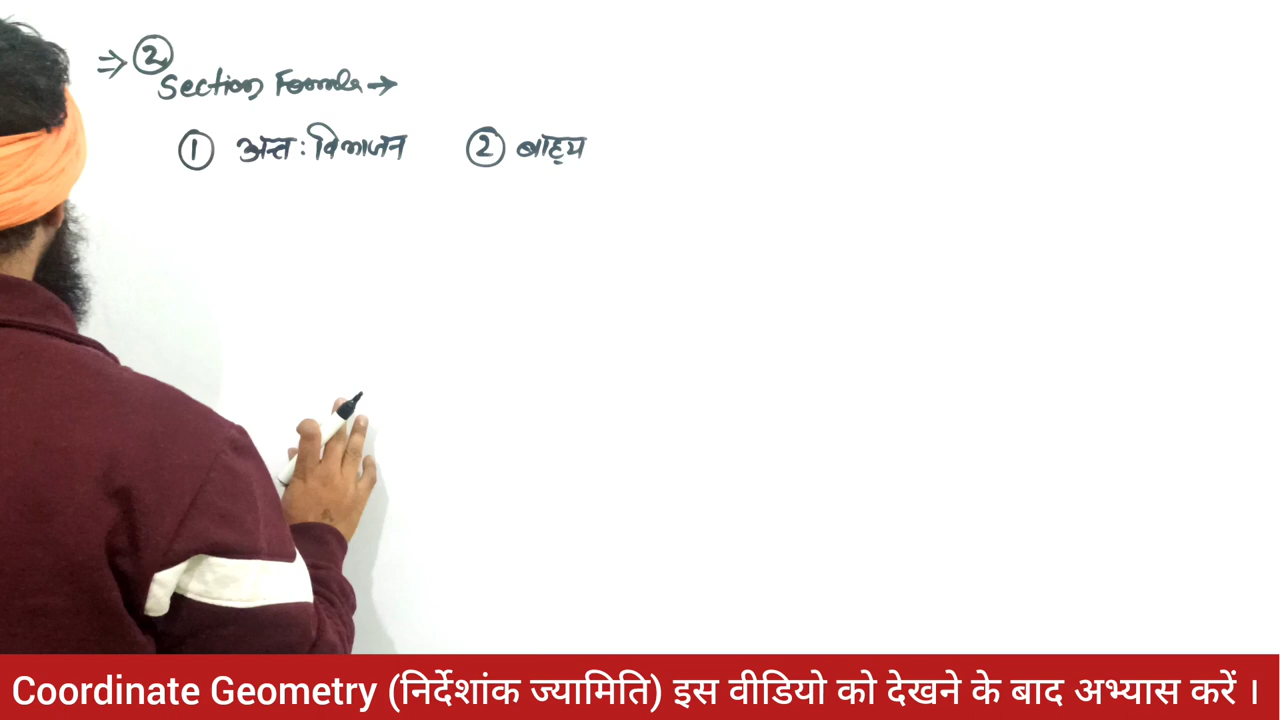 ⇒ ②
Section Formula →
① अन्तः विभाजन ② बाह्य
Coordinate Geometry (निर्देशांक ज्यामिति) इस वीडियो को देखने के बाद अभ्यास करें ।